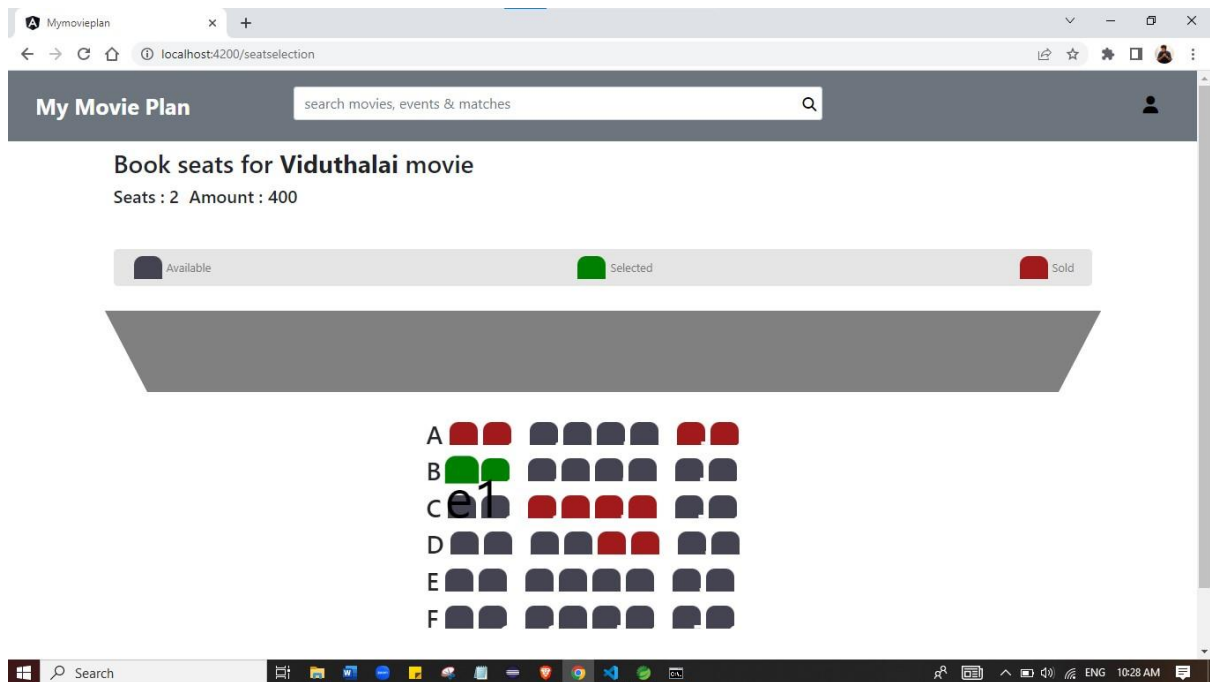 Mymovieplan
localhost:4200/seatselection
My Movie Plan
search movies, events & matches
Book seats for Viduthalai movie
Seats : 2 Amount : 400
Available
Selected
Sold
A
B
e1
C
D
E
F
Search
ENG 10:28 AM